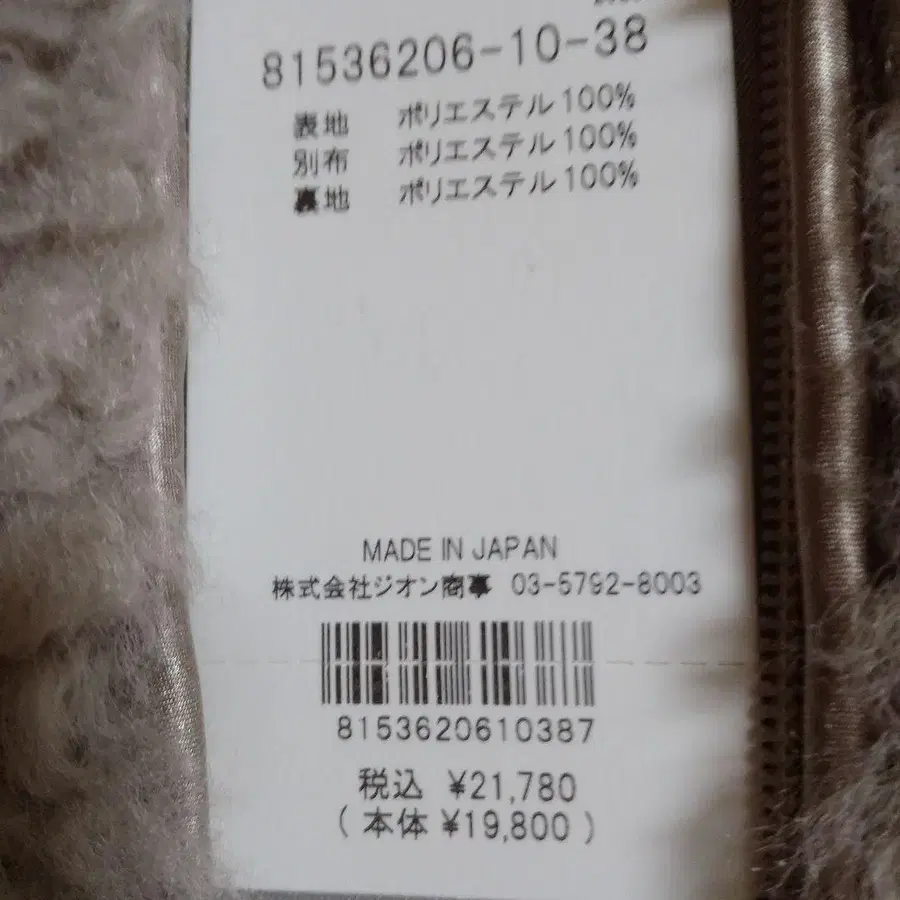 81536206-10-38
表地 ポリエステル100%
別布 ポリエステル100%
裏地 ポリエステル100%
MADE IN JAPAN
株式会社ジオン商事 03-5792-8003
8153620610387
税込 ¥21,780
(本体 ¥19,800)